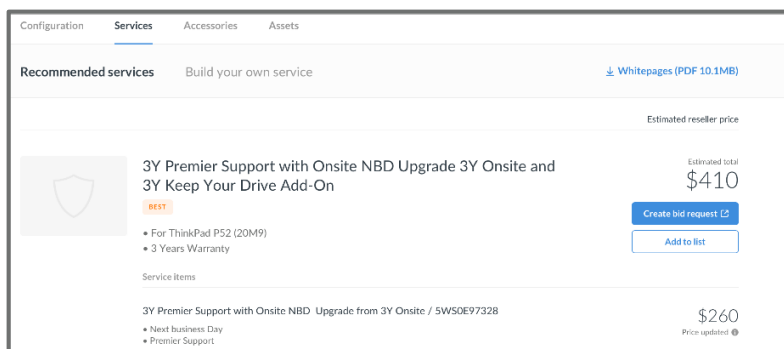 Configuration Services Accessories Assets
Recommended services Build your own service Whitepages (PDF 10.1MB)
Estimated reseller price
3Y Premier Support with Onsite NBD Upgrade 3Y Onsite and
3Y Keep Your Drive Add-On
Estimated total
$410
BEST
Create bid request
• For ThinkPad P52 (20M9)
• 3 Years Warranty
Add to list
Service items
3Y Premier Support with Onsite NBD Upgrade from 3Y Onsite / 5WS0E97328
$260
• Next business Day
Price updated
• Premier Support